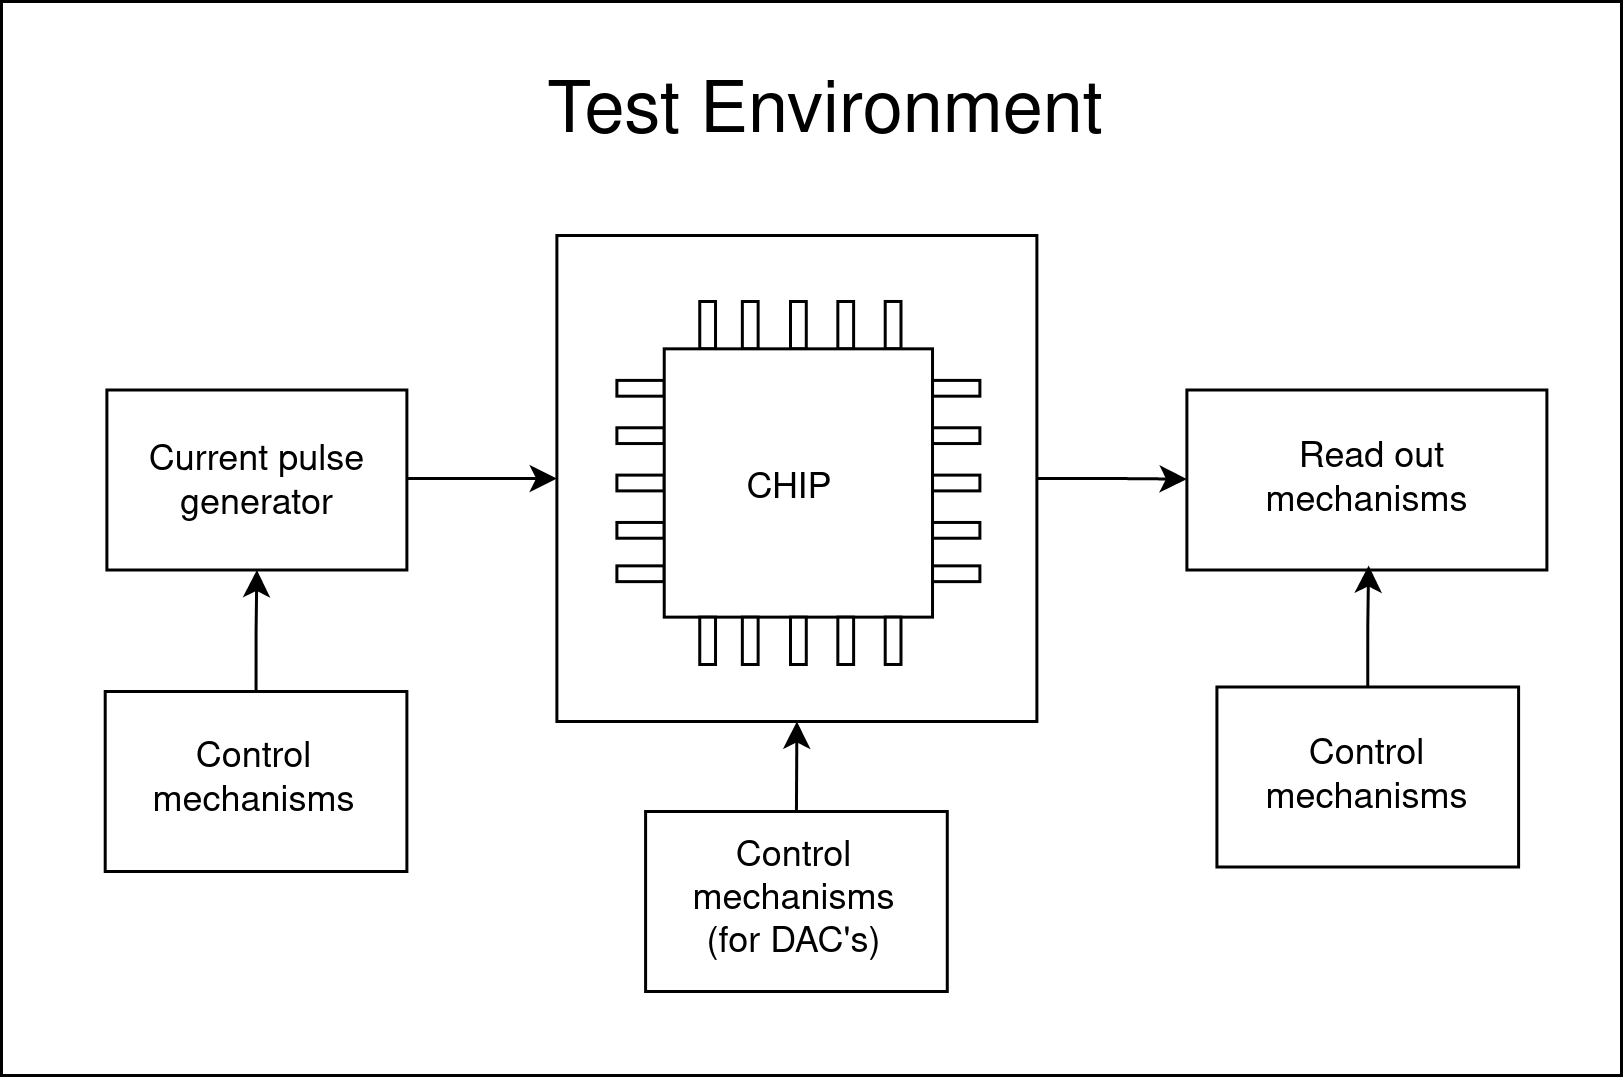 Test Environment
Current pulse
generator
CHIP
Read out
mechanisms
Control
mechanisms
Control
mechanisms
(for DAC's)
Control
mechanisms